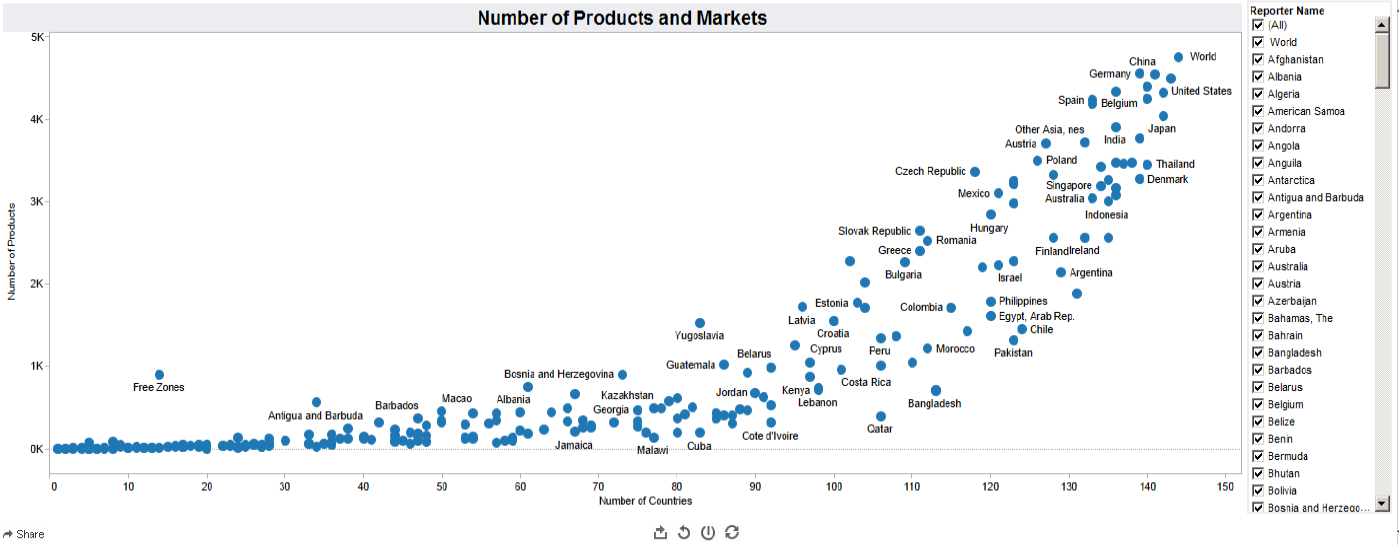 Number of Products and Markets
Number of Products
5K
4K
3K
2K
1K
0K
World
China
Germany
United States
Spain
Belgium
Other Asia, nes
India
Japan
Austria
Poland
Thailand
Czech Republic
Singapore
Denmark
Mexico
Australia
Indonesia
Hungary
Slovak Republic
Romania
Greece
Finland
Ireland
Bulgaria
Israel
Argentina
Estonia
Colombia
Philippines
Latvia
Egypt, Arab Rep.
Croatia
Chile
Yugoslavia
Peru
Morocco
Pakistan
Belarus
Cyprus
Guatemala
Costa Rica
Bosnia and Herzegovina
Free Zones
Kenya
Jordan
Lebanon
Bangladesh
Kazakhstan
Macao
Albania
Barbados
Georgia
Antigua and Barbuda
Qatar
Cote d'Ivoire
Jamaica
Malawi
Cuba
0 10 20 30 40 50 60 70 80 90 100 110 120 130 140 150
Number of Countries
Reporter Name
(All)
World
Afghanistan
Albania
Algeria
American Samoa
Andorra
Angola
Anguila
Antarctica
Antigua and Barbuda
Argentina
Armenia
Aruba
Australia
Austria
Azerbaijan
Bahamas, The
Bahrain
Bangladesh
Barbados
Belarus
Belgium
Belize
Benin
Bermuda
Bhutan
Bolivia
Bosnia and Herzego...
Share